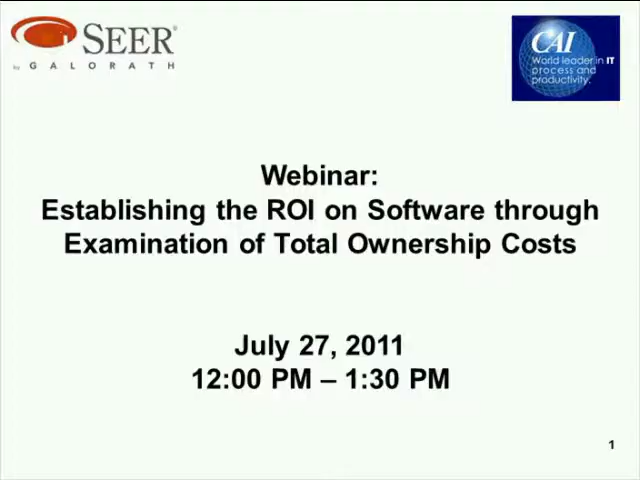 SEER®
by GALORATH
CAI
World leader in IT
process and
productivity.
Webinar:
Establishing the ROI on Software through
Examination of Total Ownership Costs
July 27, 2011
12:00 PM – 1:30 PM
1